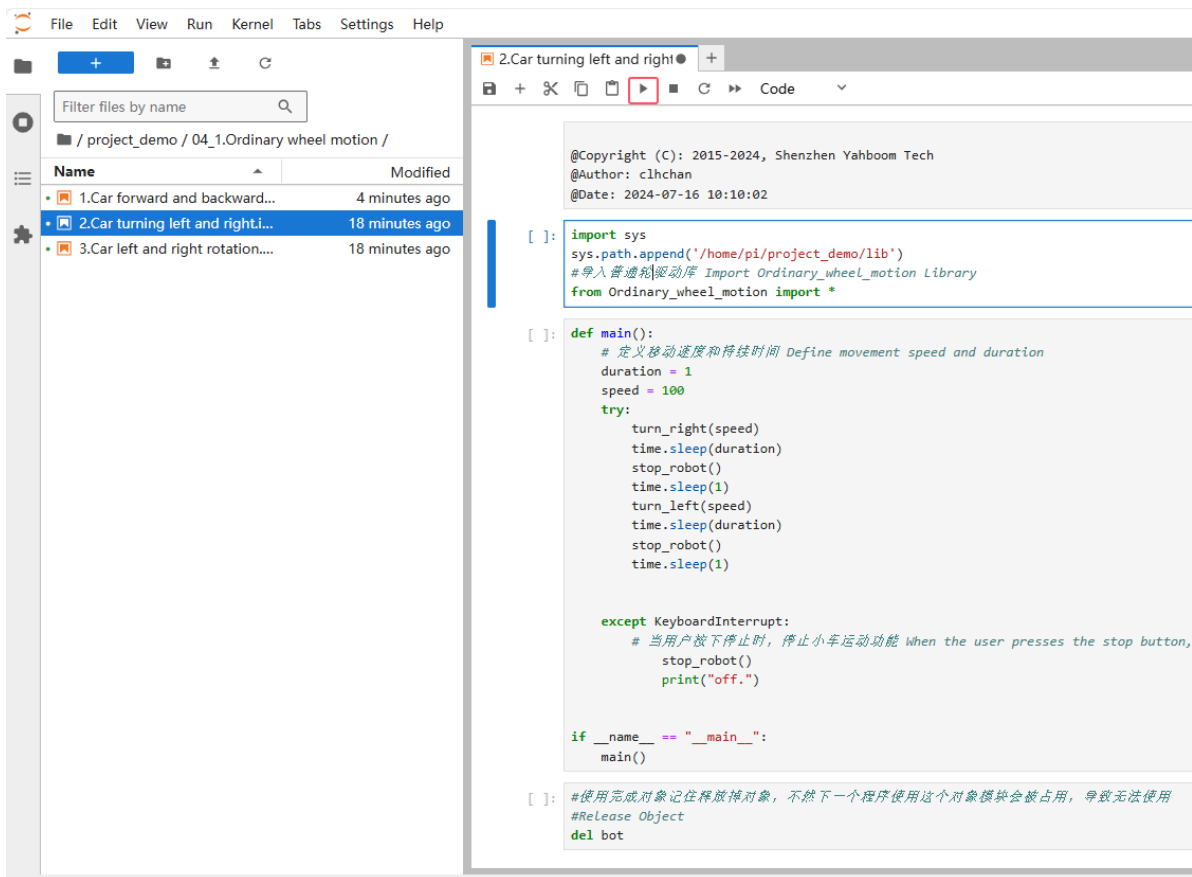 File Edit View Run Kernel Tabs Settings Help
Filter files by name
/ project_demo / 04_1.Ordinary wheel motion /
Name Modified
1.Car forward and backward... 4 minutes ago
2.Car turning left and right.i... 18 minutes ago
3.Car left and right rotation.... 18 minutes ago
2.Car turning left and right
Code
@Copyright (C): 2015-2024, Shenzhen Yahboom Tech
@Author: clhchan
@Date: 2024-07-16 10:10:02
[ ]: import sys
sys.path.append('/home/pi/project_demo/lib')
#导入普通轮驱动库 Import Ordinary_wheel_motion Library
from Ordinary_wheel_motion import *
[ ]: def main():
# 定义移动速度和持续时间 Define movement speed and duration
duration = 1
speed = 100
try:
turn_right(speed)
time.sleep(duration)
stop_robot()
time.sleep(1)
turn_left(speed)
time.sleep(duration)
stop_robot()
time.sleep(1)
except KeyboardInterrupt:
# 当用户按下停止时，停止小车运动功能 When the user presses the stop button,
stop_robot()
print("off.")
if __name__ == "__main__":
main()
[ ]: #使用完成对象记住释放掉对象，不然下一个程序使用这个对象模块会被占用，导致无法使用
#Release Object
del bot